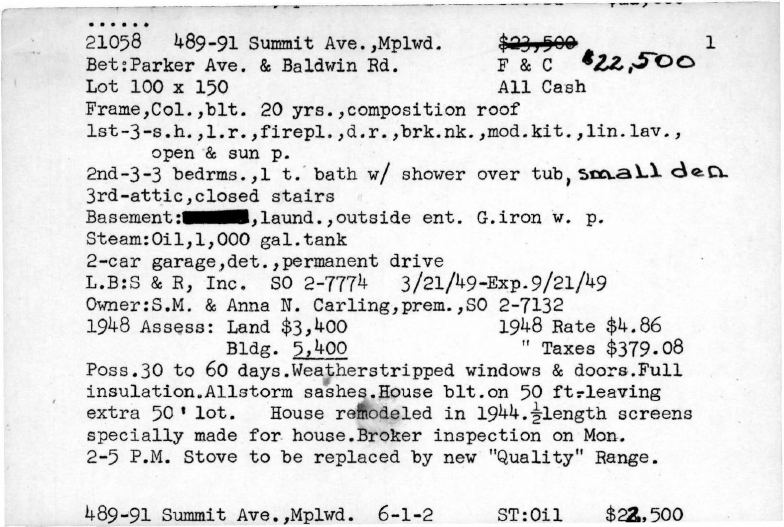 21058 489-91 Summit Ave.,Mplwd. $23,500 1
Bet:Parker Ave. & Baldwin Rd. F & C $22,500
Lot 100 x 150 All Cash
Frame,Col.,blt. 20 yrs.,composition roof
1st-3-s.h.,l.r.,firepl.,d.r.,brk.nk.,mod.kit.,lin.lav.,
open & sun p.
2nd-3-3 bedrms.,1 t. bath w/ shower over tub, small den
3rd-attic,closed stairs
Basement: ,laund.,outside ent. G.iron w. p.
Steam:Oil,1,000 gal.tank
2-car garage,det.,permanent drive
L.B:S & R, Inc. SO 2-7774 3/21/49-Exp.9/21/49
Owner:S.M. & Anna N. Carling,prem.,SO 2-7132
1948 Assess: Land $3,400 1948 Rate $4.86
Bldg. 5,400 " Taxes $379.08
Poss.30 to 60 days.Weatherstripped windows & doors.Full
insulation.Allstorm sashes.House blt.on 50 ft-leaving
extra 50' lot. House remodeled in 1944.½length screens
specially made for house.Broker inspection on Mon.
2-5 P.M. Stove to be replaced by new "Quality" Range.
489-91 Summit Ave.,Mplwd. 6-1-2 ST:Oil $22,500